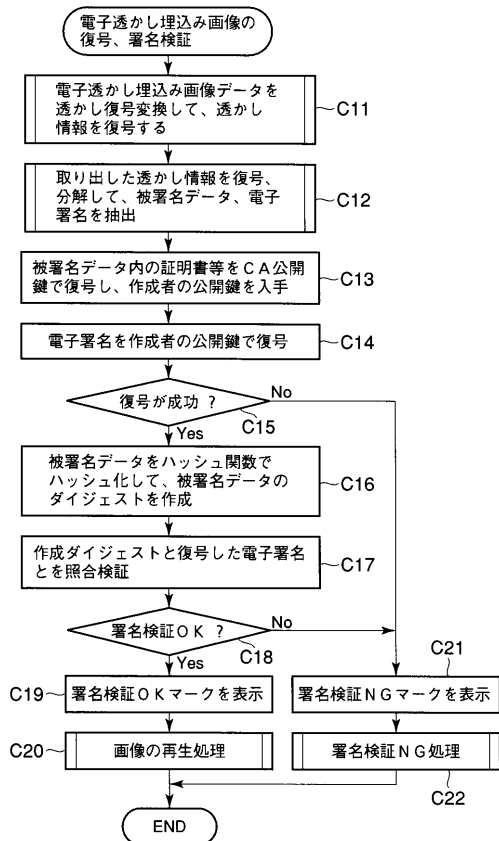 電子透かし埋込み画像の
復号、署名検証
電子透かし埋込み画像データを
透かし復号変換して、透かし
情報を復号する
C11
取り出した透かし情報を復号、
分解して、被署名データ、電子
署名を抽出
C12
被署名データ内の証明書等をCA公開
鍵で復号し、作成者の公開鍵を入手
C13
電子署名を作成者の公開鍵で復号
C14
復号が成功？
No
C15
Yes
被署名データをハッシュ関数で
ハッシュ化して、被署名データの
ダイジェストを作成
C16
作成ダイジェストと復号した電子署名
とを照合検証
C17
署名検証OK？
No
C18
Yes
C19
署名検証OKマークを表示
C21
署名検証NGマークを表示
C20
画像の再生処理
署名検証NG処理
C22
END